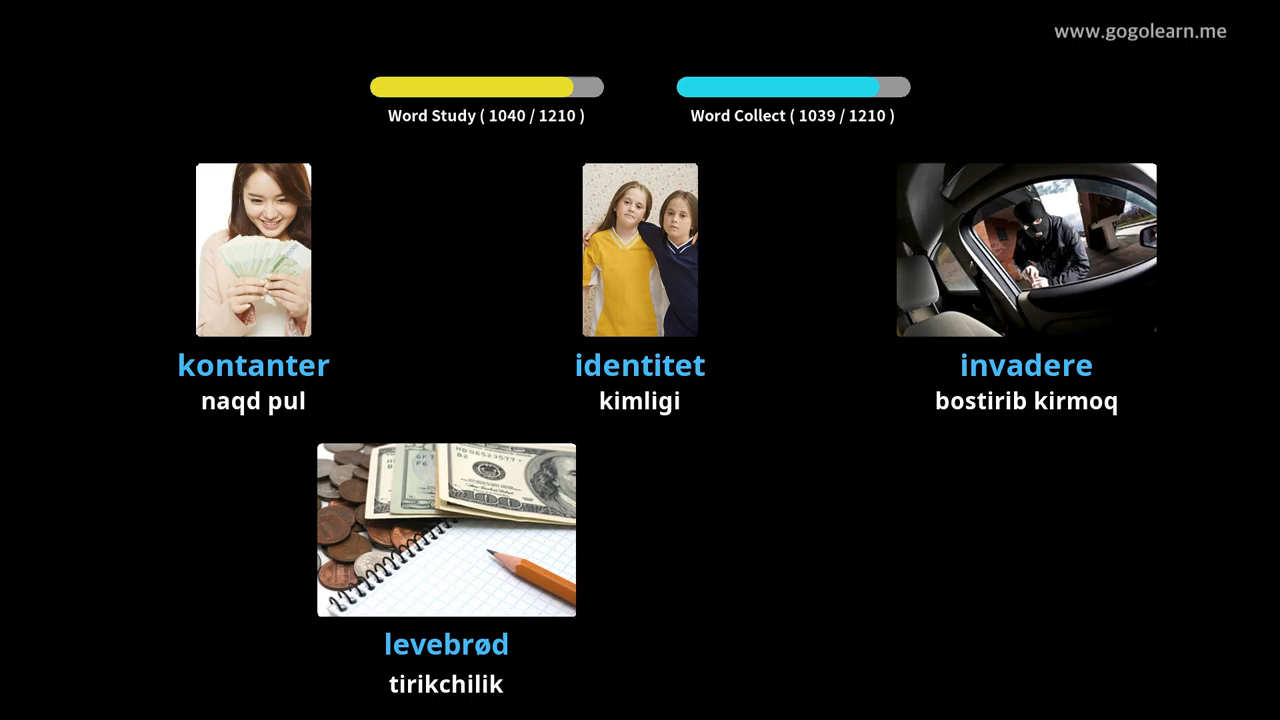 www.gogolearn.me
Word Study ( 1040 / 1210 )
Word Collect ( 1039 / 1210 )
kontanter
naqd pul
identitet
kimligi
invadere
bostirib kirmoq
levebrød
tirikchilik